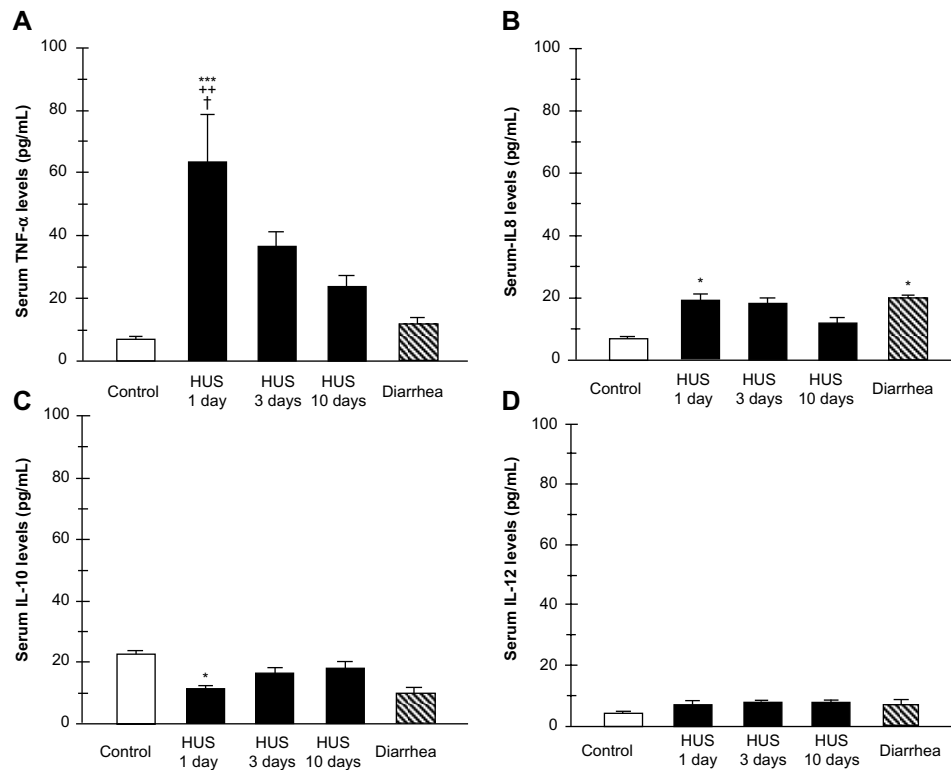 A
Serum TNF-α levels (pg/mL)
100
80
60
40
20
0
***
++
†
Control
HUS
1 day
HUS
3 days
HUS
10 days
Diarrhea
B
Serum-IL8 levels (pg/mL)
100
80
60
40
20
0
*
*
Control
HUS
1 day
HUS
3 days
HUS
10 days
Diarrhea
C
Serum IL-10 levels (pg/mL)
100
80
60
40
20
0
*
Control
HUS
1 day
HUS
3 days
HUS
10 days
Diarrhea
D
Serum IL-12 levels (pg/mL)
100
80
60
40
20
0
Control
HUS
1 day
HUS
3 days
HUS
10 days
Diarrhea